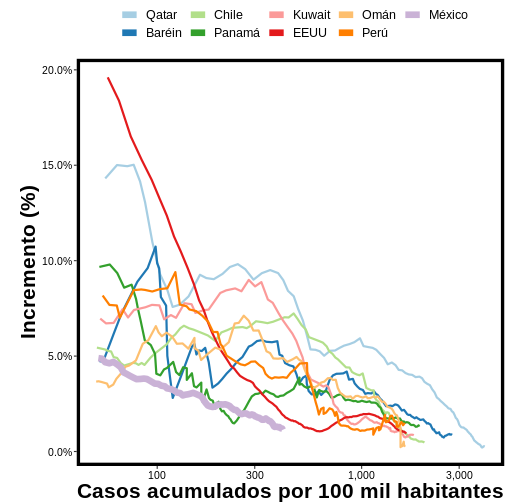 Qatar Chile Kuwait Omán México
Baréin Panamá EEUU Perú
20.0%
15.0%
10.0%
5.0%
0.0%
Incremento (%)
100 300 1,000 3,000
Casos acumulados por 100 mil habitantes